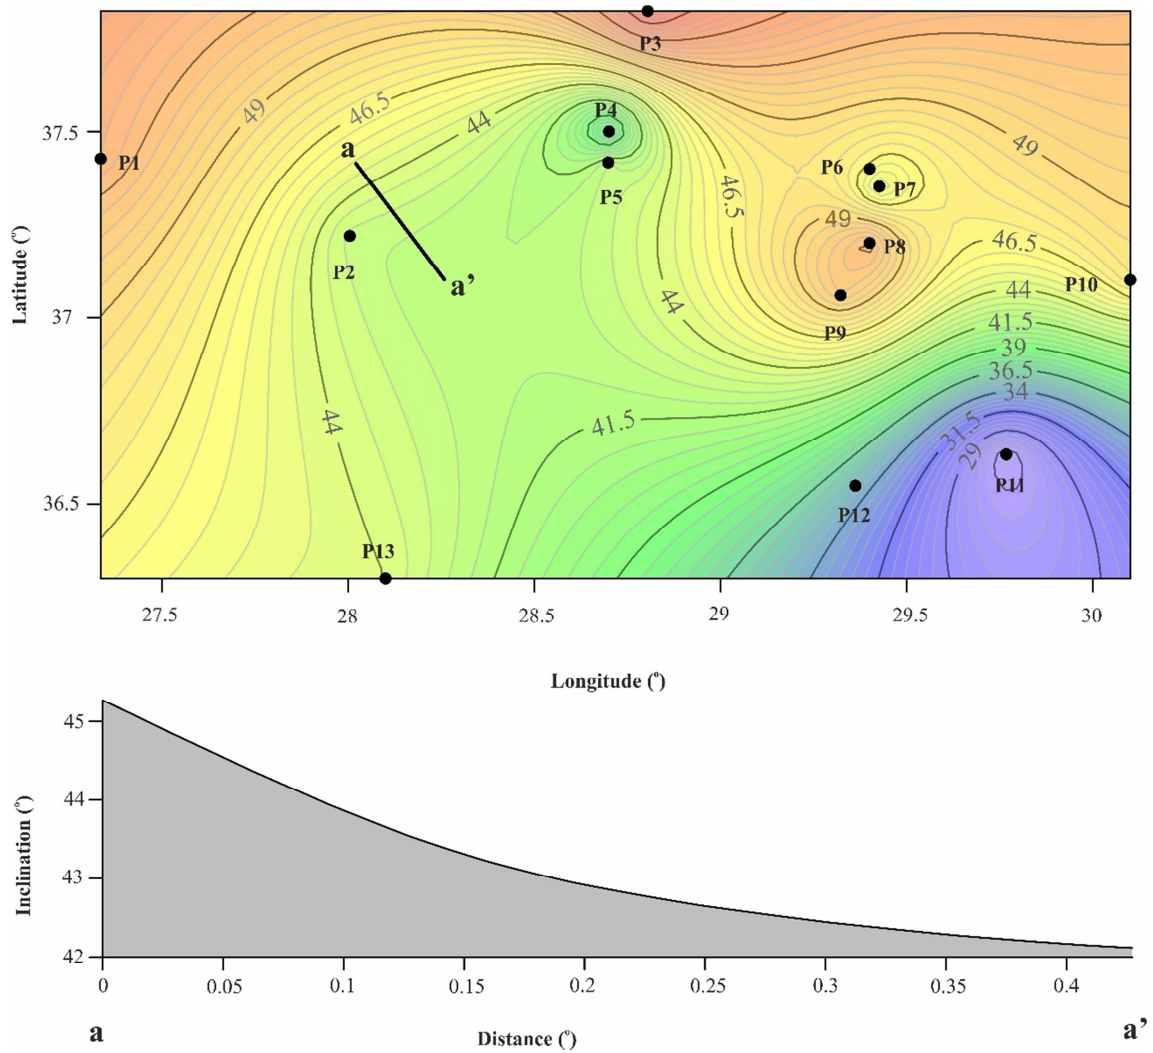 P3
49
46.5
44
P4
37.5
a
P1
P5
P6
P7
46.5
49
49
P2
a'
P8
46.5
Latitude (°)
37
44
P9
P10
44
41.5
39
36.5
34
44
41.5
31.5
29
P11
36.5
P12
P13
27.5 28 28.5 29 29.5 30
Longitude (°)
45
44
43
42
Inclination (°)
0 0.05 0.1 0.15 0.2 0.25 0.3 0.35 0.4
a Distance (°) a'